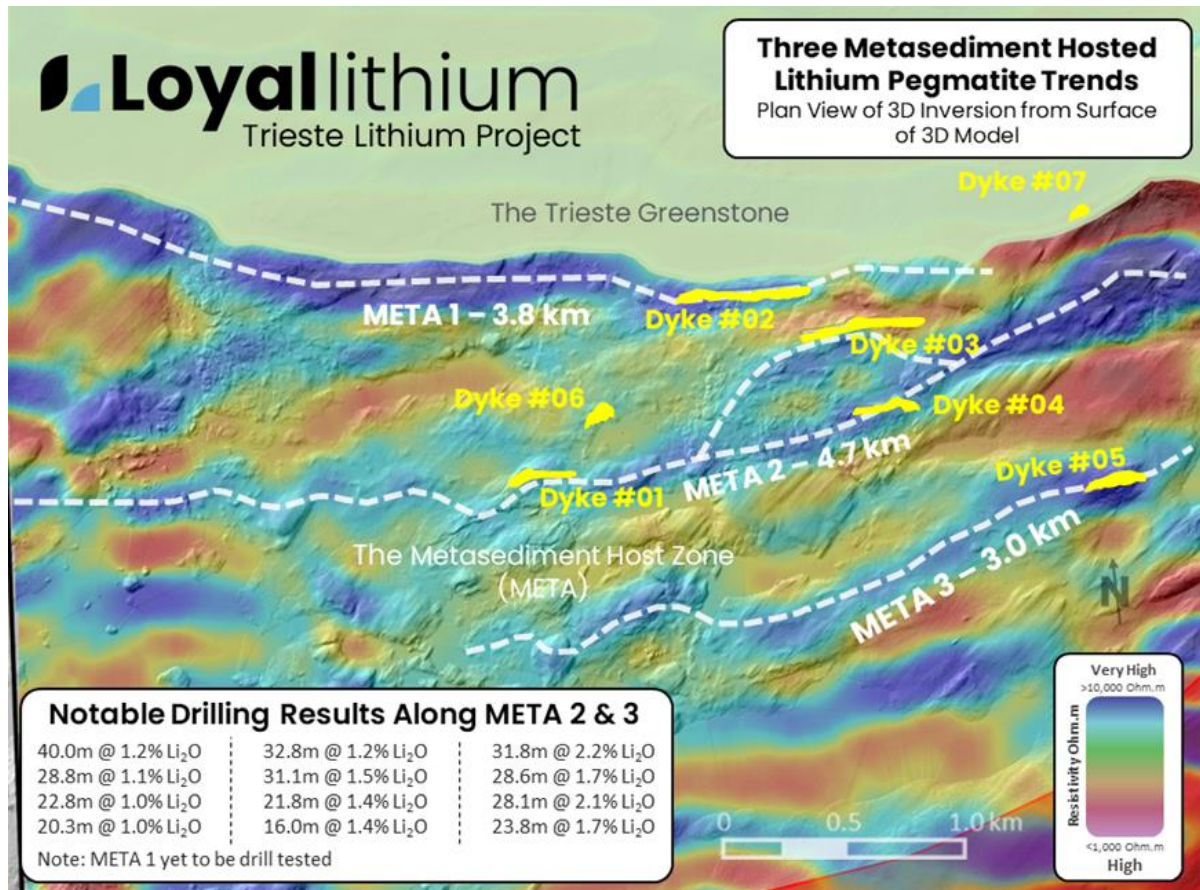 Loyallithium
Trieste Lithium Project
Three Metasediment Hosted
Lithium Pegmatite Trends
Plan View of 3D Inversion from Surface
of 3D Model
Dyke #07
The Trieste Greenstone
META 1 – 3.8 km
Dyke #02
Dyke #03
Dyke #06
Dyke #04
META 2 – 4.7 km
Dyke #05
Dyke #01
The Metasediment Host Zone
(META)
META 3 – 3.0 km
N
Notable Drilling Results Along META 2 & 3
40.0m @ 1.2% Li₂O 32.8m @ 1.2% Li₂O 31.8m @ 2.2% Li₂O
28.8m @ 1.1% Li₂O 31.1m @ 1.5% Li₂O 28.6m @ 1.7% Li₂O
22.8m @ 1.0% Li₂O 21.8m @ 1.4% Li₂O 28.1m @ 2.1% Li₂O
20.3m @ 1.0% Li₂O 16.0m @ 1.4% Li₂O 23.8m @ 1.7% Li₂O
Note: META 1 yet to be drill tested
0 0.5 1.0 km
Very High
>10,000 Ohm.m
Resistivity Ohm.m
<1,000 Ohm.m
High